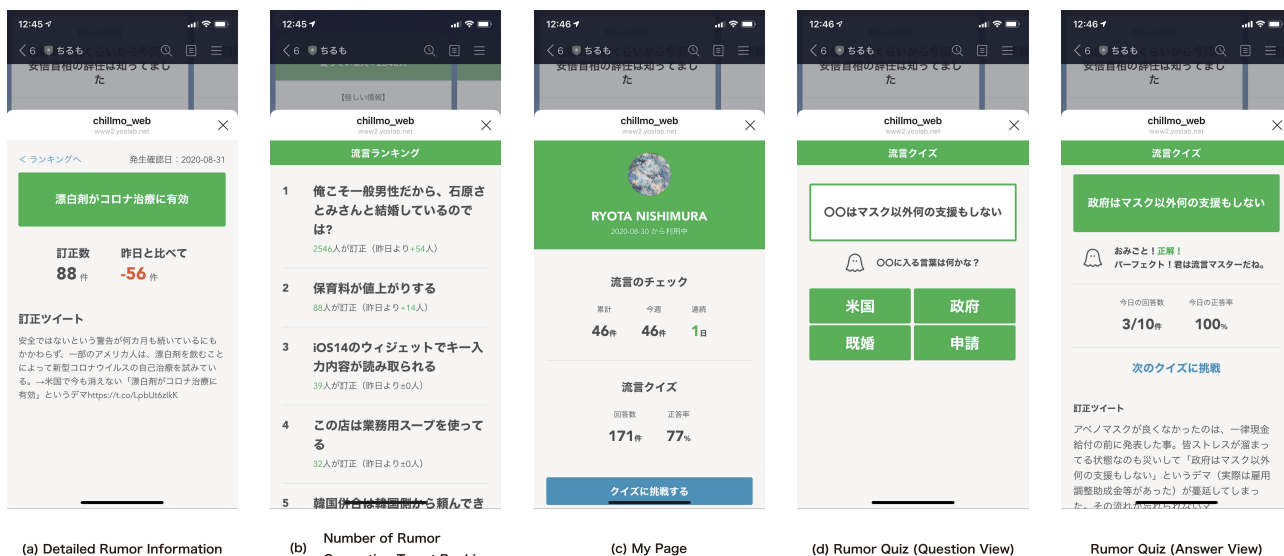 12:45
6 ちるも
安倍首相の辞任は知ってまし
た
chillmo_web
www2.yoslab.net
< ランキングへ 発生確認日：2020-08-31
漂白剤がコロナ治療に有効
訂正数 昨日と比べて
88 件 -56 件
訂正ツイート
安全ではないという警告が何カ月も続いているにも
かかわらず、一部のアメリカ人は、漂白剤を飲むこと
によって新型コロナウイルスの自己治療を試みてい
る。→米国で今も消えない「漂白剤がコロナ治療に
有効」というデマhttps://t.co/LpbUt6zlkK
(a) Detailed Rumor Information
12:45
6 ちるも
【怪しい情報】
chillmo_web
www2.yoslab.net
流言ランキング
1 俺こそ一般男性だから、石原さ
とみさんと結婚しているので
は?
2546人が訂正（昨日より+54人）
2 保育料が値上がりする
88人が訂正（昨日より+14人）
3 iOS14のウィジェットでキー入
力内容が読み取られる
39人が訂正（昨日より±0人）
4 この店は業務用スープを使って
る
32人が訂正（昨日より±0人）
5 韓国併合は韓国側から頼んでき
(b) Number of Rumor
12:46
6 ちるも
安倍首相の辞任は知ってまし
た
chillmo_web
www2.yoslab.net
RYOTA NISHIMURA
2020-08-30 から利用中
流言のチェック
累計 今週 連続
46件 46件 1日
流言クイズ
回答数 正答率
171件 77%
クイズに挑戦する
(c) My Page
12:46
6 ちるも
安倍首相の辞任は知ってまし
た
chillmo_web
www2.yoslab.net
流言クイズ
〇〇はマスク以外何の支援もしない
〇〇に入る言葉は何かな？
米国 政府
既婚 申請
(d) Rumor Quiz (Question View)
12:46
6 ちるも
安倍首相の辞任は知ってまし
た
chillmo_web
www2.yoslab.net
流言クイズ
政府はマスク以外何の支援もしない
おみごと！正解！
パーフェクト！君は流言マスターだね。
今日の回答数 今日の正答率
3/10件 100%
次のクイズに挑戦
訂正ツイート
アベノマスクが良くなかったのは、一律現金
給付の前に発表した事。皆ストレスが溜まっ
てる状態なのも災いして「政府はマスク以外
何の支援もしない」というデマ（実際は雇用
調整助成金等があった）が蔓延してしまっ
た。その流れが忘れられないマ
Rumor Quiz (Answer View)